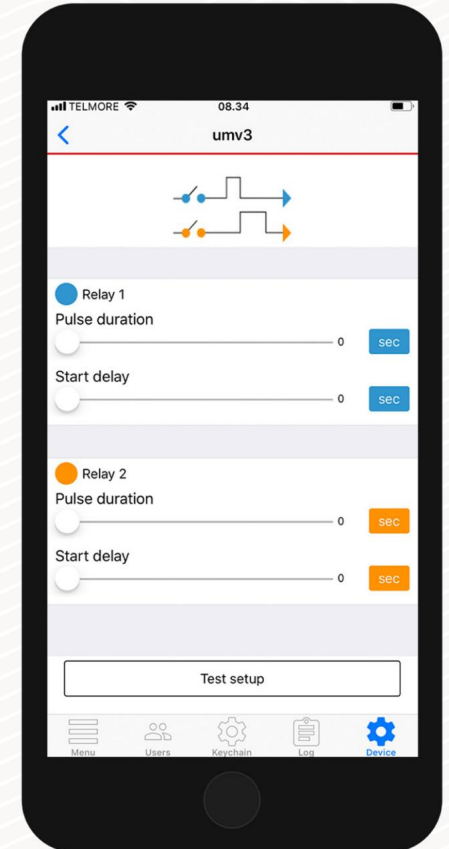 TELMORE 08.34
umv3
Relay 1
Pulse duration
0 sec
Start delay
0 sec
Relay 2
Pulse duration
0 sec
Start delay
0 sec
Test setup
Menu Users Keychain Log Device